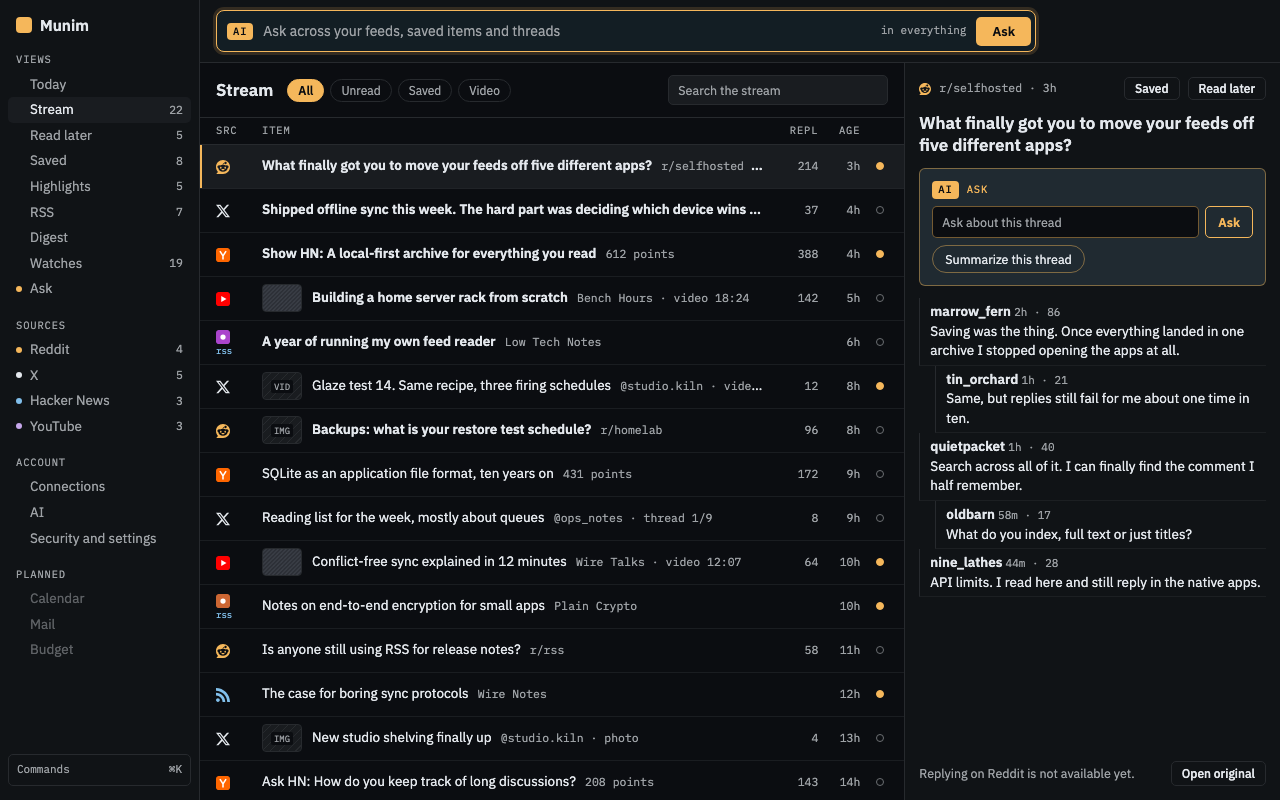 Munim
VIEWS
Today
Stream 22
Read later 5
Saved 8
Highlights 5
RSS 7
Digest
Watches 19
Ask
SOURCES
Reddit 4
X 5
Hacker News 3
YouTube 3
ACCOUNT
Connections
AI
Security and settings
PLANNED
Calendar
Mail
Budget
Commands ⌘K
AI Ask across your feeds, saved items and threads in everything Ask
Stream All Unread Saved Video Search the stream
SRC ITEM REPL AGE
What finally got you to move your feeds off five different apps? r/selfhosted ... 214 3h
Shipped offline sync this week. The hard part was deciding which device wins ... 37 4h
Show HN: A local-first archive for everything you read 612 points 388 4h
Building a home server rack from scratch Bench Hours · video 18:24 142 5h
rss A year of running my own feed reader Low Tech Notes 6h
VID Glaze test 14. Same recipe, three firing schedules @studio.kiln · vide... 12 8h
IMG Backups: what is your restore test schedule? r/homelab 96 8h
SQLite as an application file format, ten years on 431 points 172 9h
Reading list for the week, mostly about queues @ops_notes · thread 1/9 8 9h
Conflict-free sync explained in 12 minutes Wire Talks · video 12:07 64 10h
rss Notes on end-to-end encryption for small apps Plain Crypto 10h
Is anyone still using RSS for release notes? r/rss 58 11h
The case for boring sync protocols Wire Notes 12h
IMG New studio shelving finally up @studio.kiln · photo 4 13h
Ask HN: How do you keep track of long discussions? 208 points 143 14h
r/selfhosted · 3h Saved Read later
What finally got you to move your feeds off
five different apps?
AI ASK
Ask about this thread Ask
Summarize this thread
marrow_fern 2h · 86
Saving was the thing. Once everything landed in one
archive I stopped opening the apps at all.
tin_orchard 1h · 21
Same, but replies still fail for me about one time in
ten.
quietpacket 1h · 40
Search across all of it. I can finally find the comment I
half remember.
oldbarn 58m · 17
What do you index, full text or just titles?
nine_lathes 44m · 28
API limits. I read here and still reply in the native apps.
Replying on Reddit is not available yet. Open original